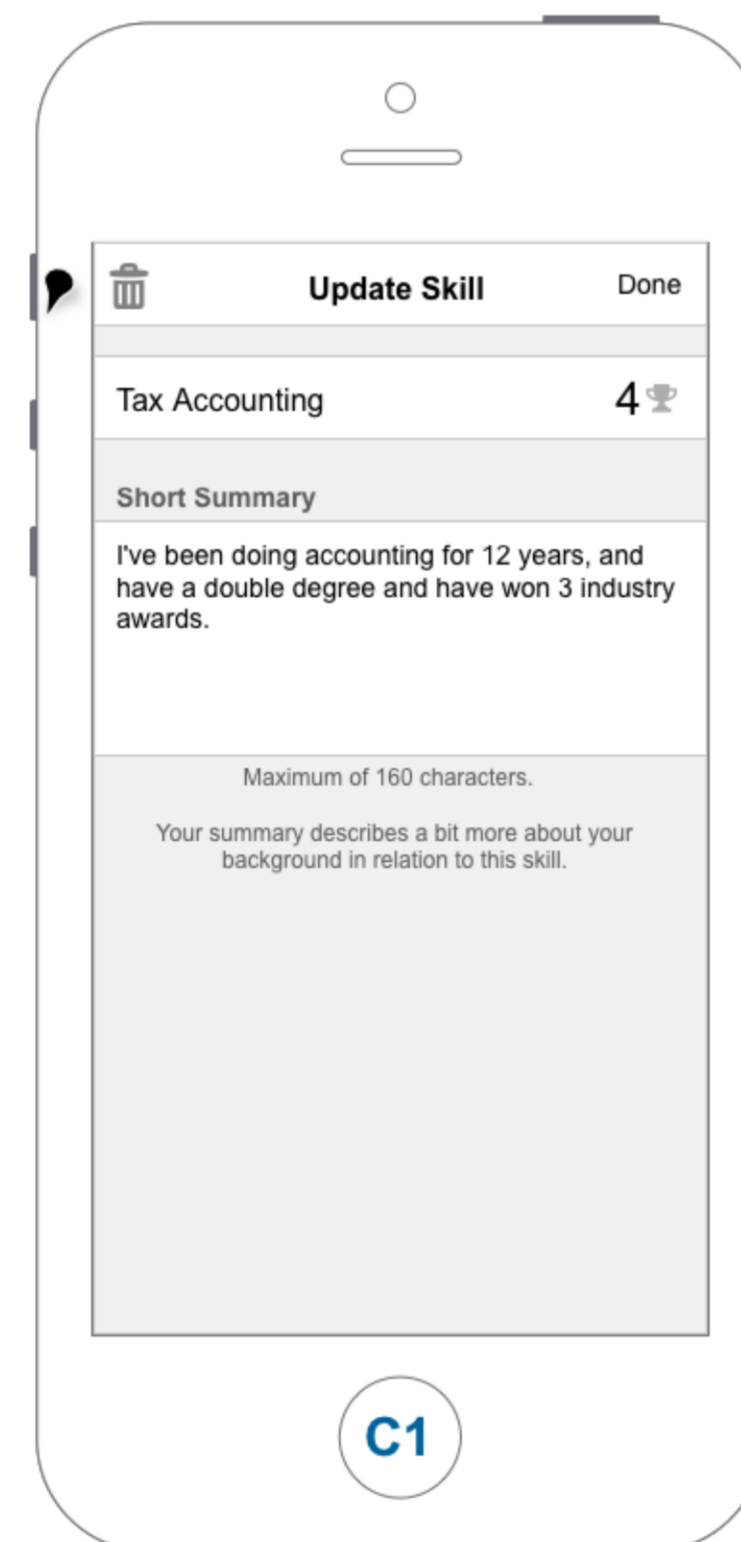 Update Skill Done
Tax Accounting 4
Short Summary
I've been doing accounting for 12 years, and
have a double degree and have won 3 industry
awards.
Maximum of 160 characters.
Your summary describes a bit more about your
background in relation to this skill.
C1